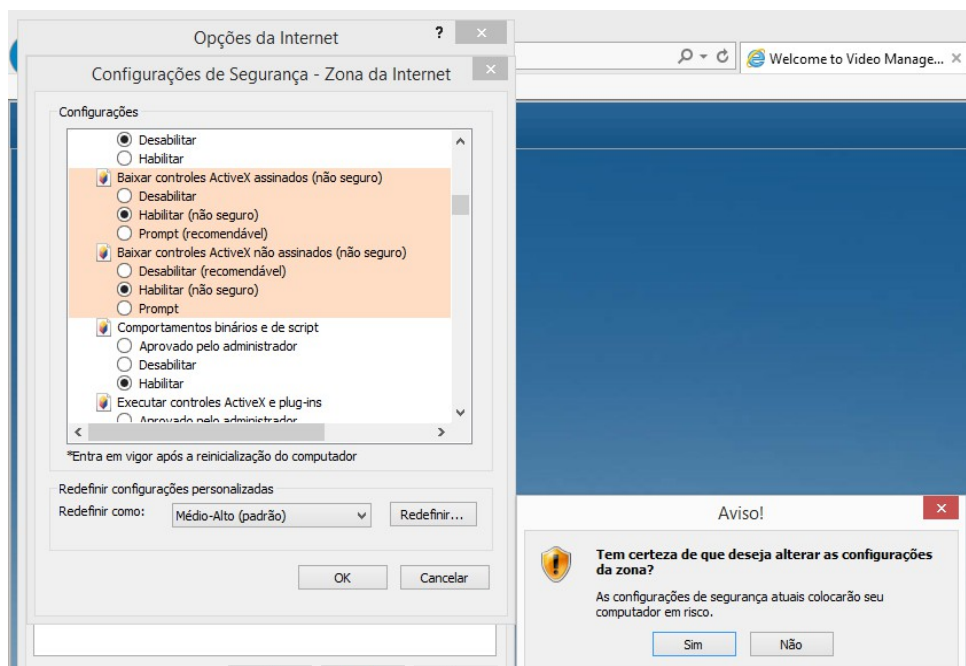 Opções da Internet
?
Configurações de Segurança - Zona da Internet
Welcome to Video Manage...
Configurações
Desabilitar
Habilitar
Baixar controles ActiveX assinados (não seguro)
Desabilitar
Habilitar (não seguro)
Prompt (recomendável)
Baixar controles ActiveX não assinados (não seguro)
Desabilitar (recomendável)
Habilitar (não seguro)
Prompt
Comportamentos binários e de script
Aprovado pelo administrador
Desabilitar
Habilitar
Executar controles ActiveX e plug-ins
Aprovado pelo administrador
*Entra em vigor após a reinicialização do computador
Redefinir configurações personalizadas
Redefinir como: Médio-Alto (padrão) Redefinir...
OK Cancelar
Aviso!
Tem certeza de que deseja alterar as configurações
da zona?
As configurações de segurança atuais colocarão seu
computador em risco.
Sim Não